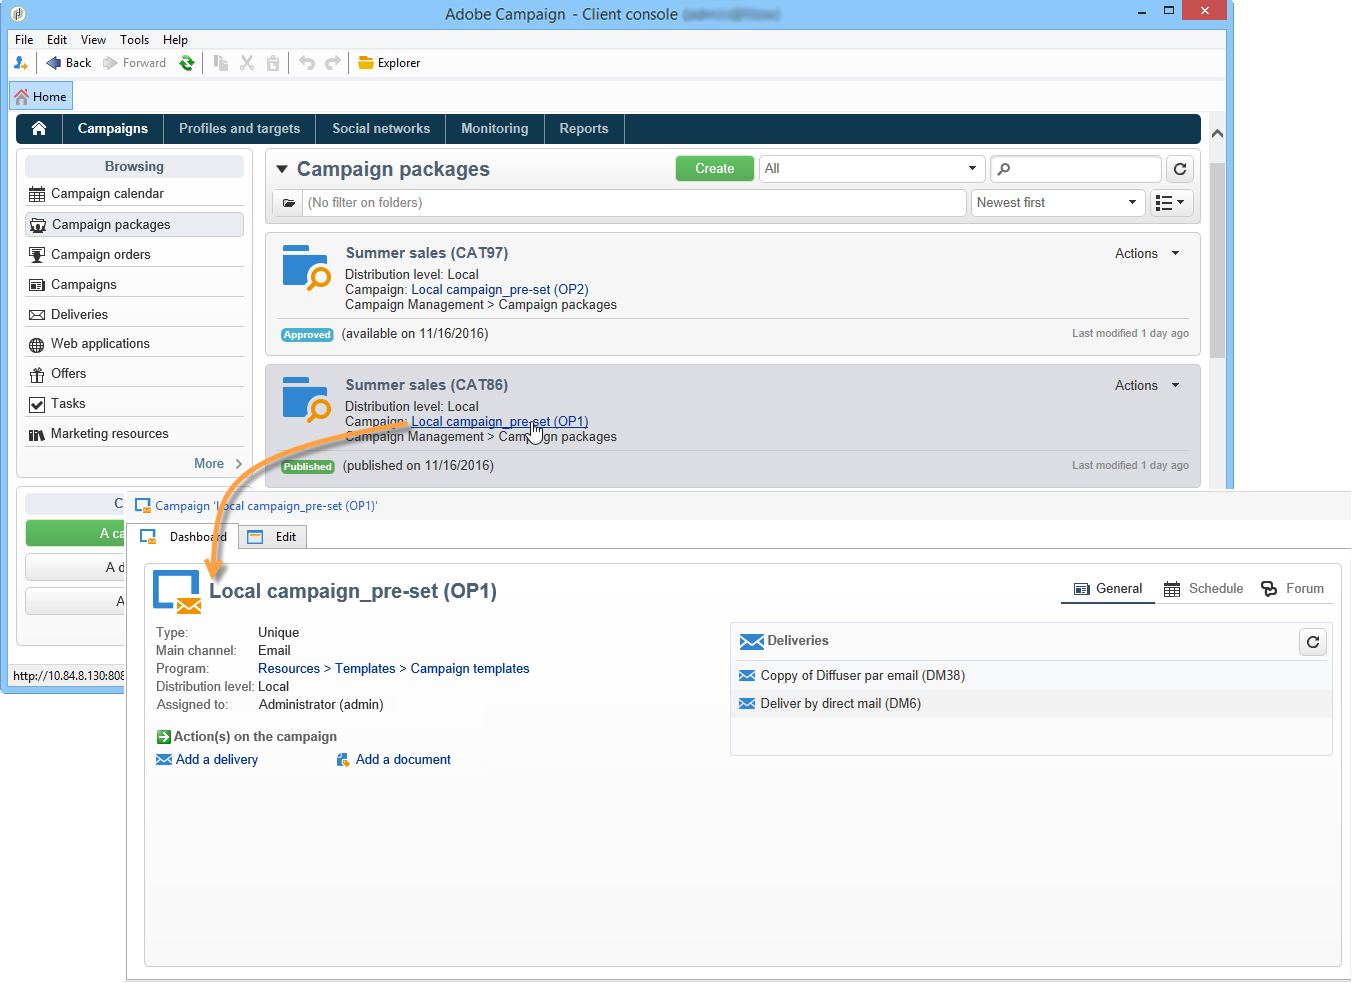 Adobe Campaign - Client console
File Edit View Tools Help
Back Forward Explorer
Home
Campaigns Profiles and targets Social networks Monitoring Reports
Browsing
Campaign calendar
Campaign packages
Campaign orders
Campaigns
Deliveries
Web applications
Offers
Tasks
Marketing resources
More
Campaign packages
Create
All
(No filter on folders)
Newest first
Summer sales (CAT97)
Actions
Distribution level: Local
Campaign: Local campaign_pre-set (OP2)
Campaign Management > Campaign packages
Approved (available on 11/16/2016)
Last modified 1 day ago
Summer sales (CAT86)
Actions
Distribution level: Local
Campaign: Local campaign_pre-set (OP1)
Campaign Management > Campaign packages
Published (published on 11/16/2016)
Last modified 1 day ago
C
A ca
A d
A
http://10.84.8.130:808
Campaign 'Local campaign_pre-set (OP1)'
Dashboard Edit
Local campaign_pre-set (OP1)
General Schedule Forum
Type: Unique
Main channel: Email
Program: Resources > Templates > Campaign templates
Distribution level: Local
Assigned to: Administrator (admin)
Action(s) on the campaign
Add a delivery Add a document
Deliveries
Coppy of Diffuser par email (DM38)
Deliver by direct mail (DM6)